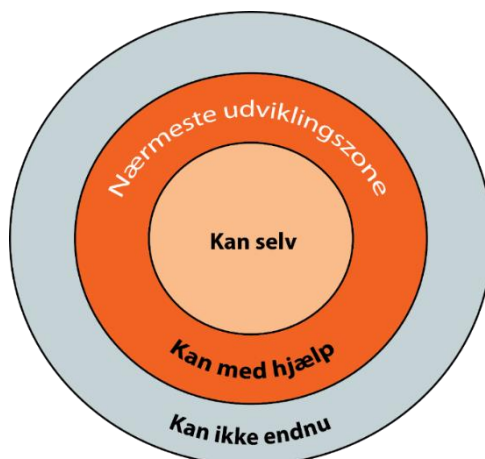 Nærmeste udviklingszone
Kan selv
Kan med hjælp
Kan ikke endnu